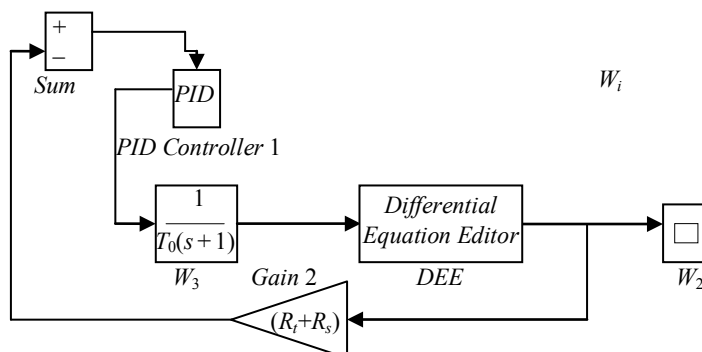 +
−
Sum
PID
PID Controller 1
W_i
1
T_0(s+1)
W_3
Differential
Equation Editor
DEE
W_2
Gain 2
(R_t+R_s)